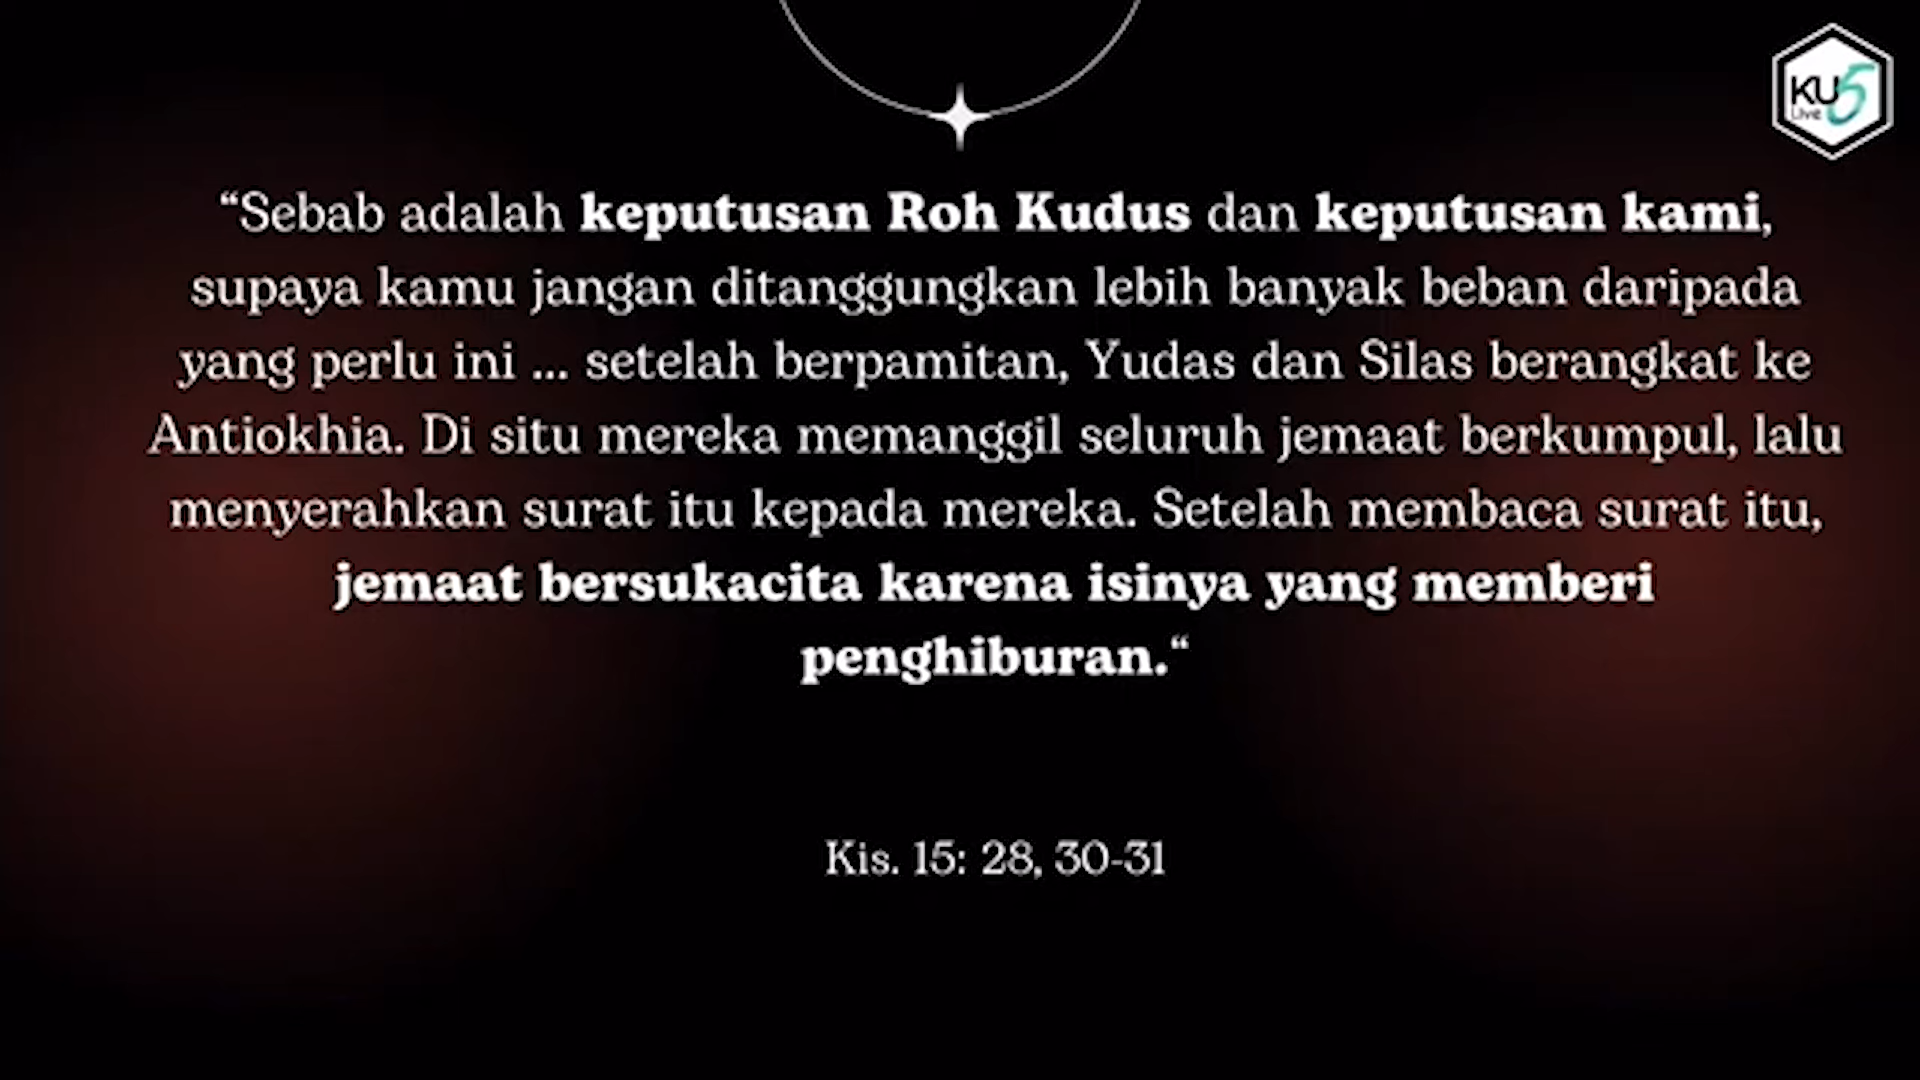 KU5
Live
“Sebab adalah keputusan Roh Kudus dan keputusan kami,
supaya kamu jangan ditanggungkan lebih banyak beban daripada
yang perlu ini ... setelah berpamitan, Yudas dan Silas berangkat ke
Antiokhia. Di situ mereka memanggil seluruh jemaat berkumpul, lalu
menyerahkan surat itu kepada mereka. Setelah membaca surat itu,
jemaat bersukacita karena isinya yang memberi
penghiburan.“
Kis. 15: 28, 30-31